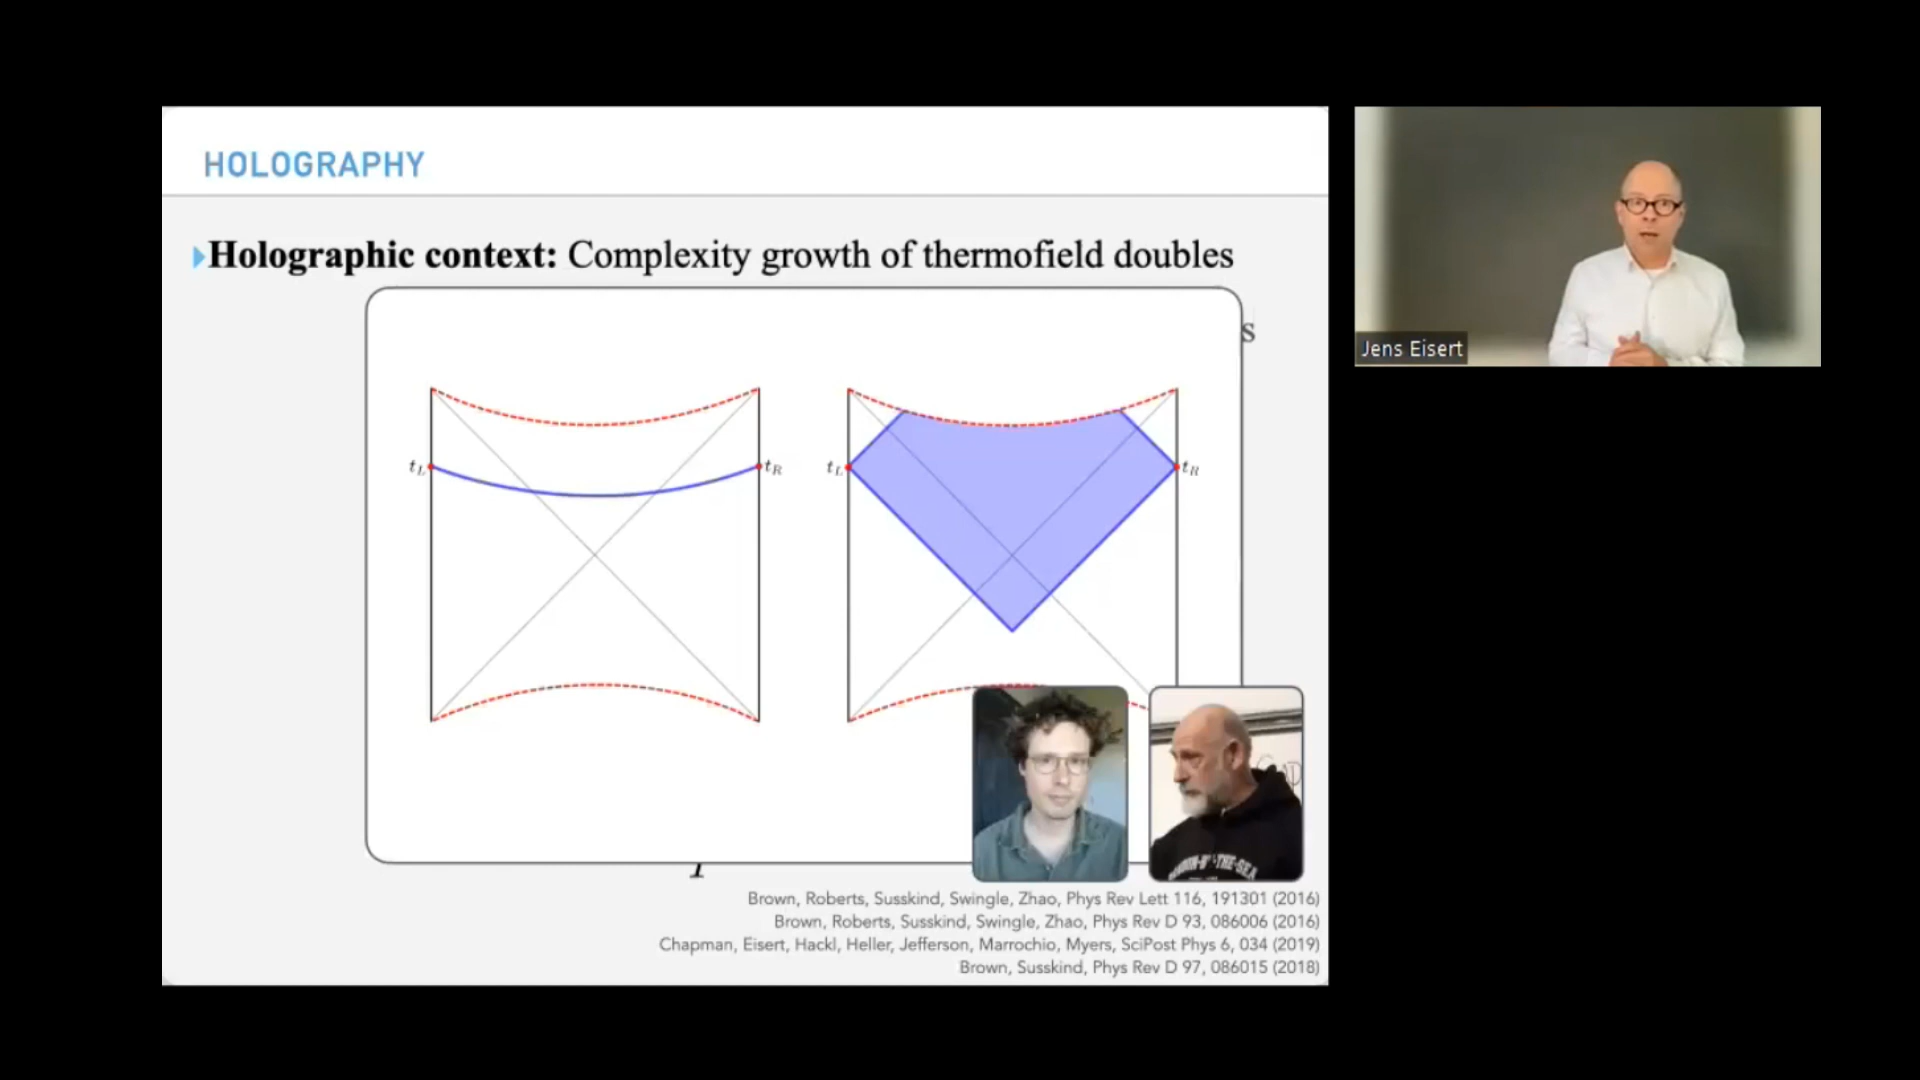 HOLOGRAPHY
Holographic context: Complexity growth of thermofield doubles
s
t_L t_R t_L t_R
Jens Eisert
Brown, Roberts, Susskind, Swingle, Zhao, Phys Rev Lett 116, 191301 (2016)
Brown, Roberts, Susskind, Swingle, Zhao, Phys Rev D 93, 086006 (2016)
Chapman, Eisert, Hackl, Heller, Jefferson, Marrochio, Myers, SciPost Phys 6, 034 (2019)
Brown, Susskind, Phys Rev D 97, 086015 (2018)